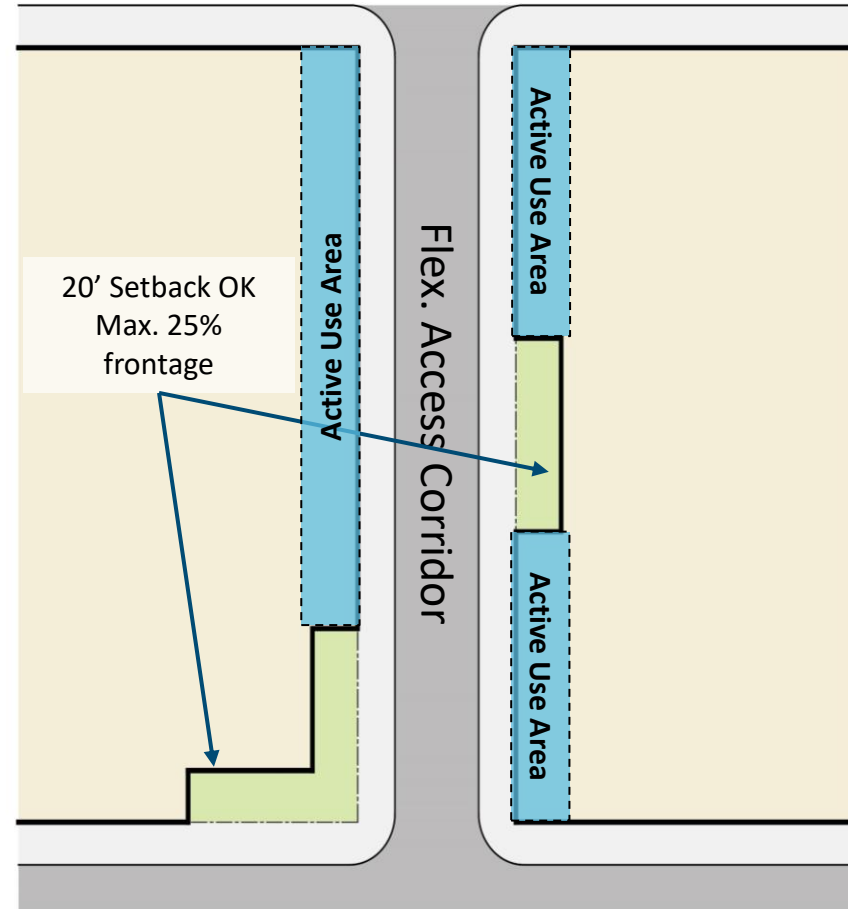 20’ Setback OK
Max. 25%
frontage
Active Use Area
Flex. Access Corridor
Active Use Area
Active Use Area